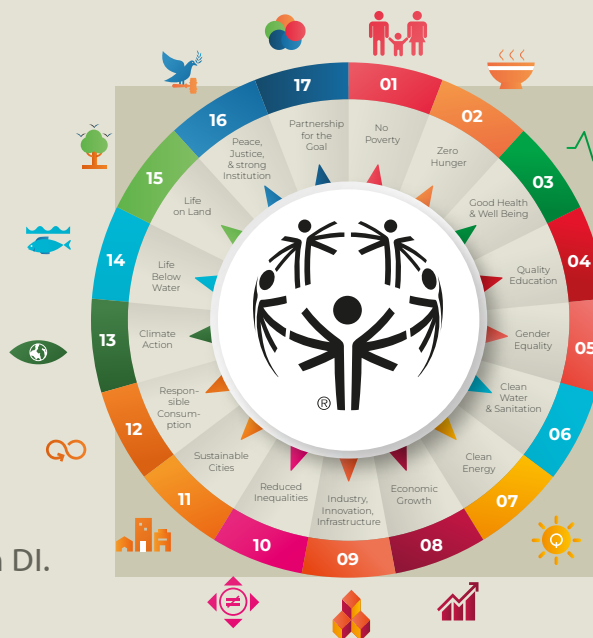 01
No
Poverty
02
Zero
Hunger
03
Good Health
& Well Being
04
Quality
Education
05
Gender
Equality
06
Clean
Water
& Sanitation
07
Clean
Energy
08
Economic
Growth
09
Industry,
Innovation,
Infrastructure
10
Reduced
Inequalities
11
Sustainable
Cities
12
Respon-
sible
Consum-
ption
13
Climate
Action
14
Life
Below
Water
15
Life
on Land
16
Peace,
Justice,
& strong
Institution
17
Partnership
for the
Goal
®
DI.